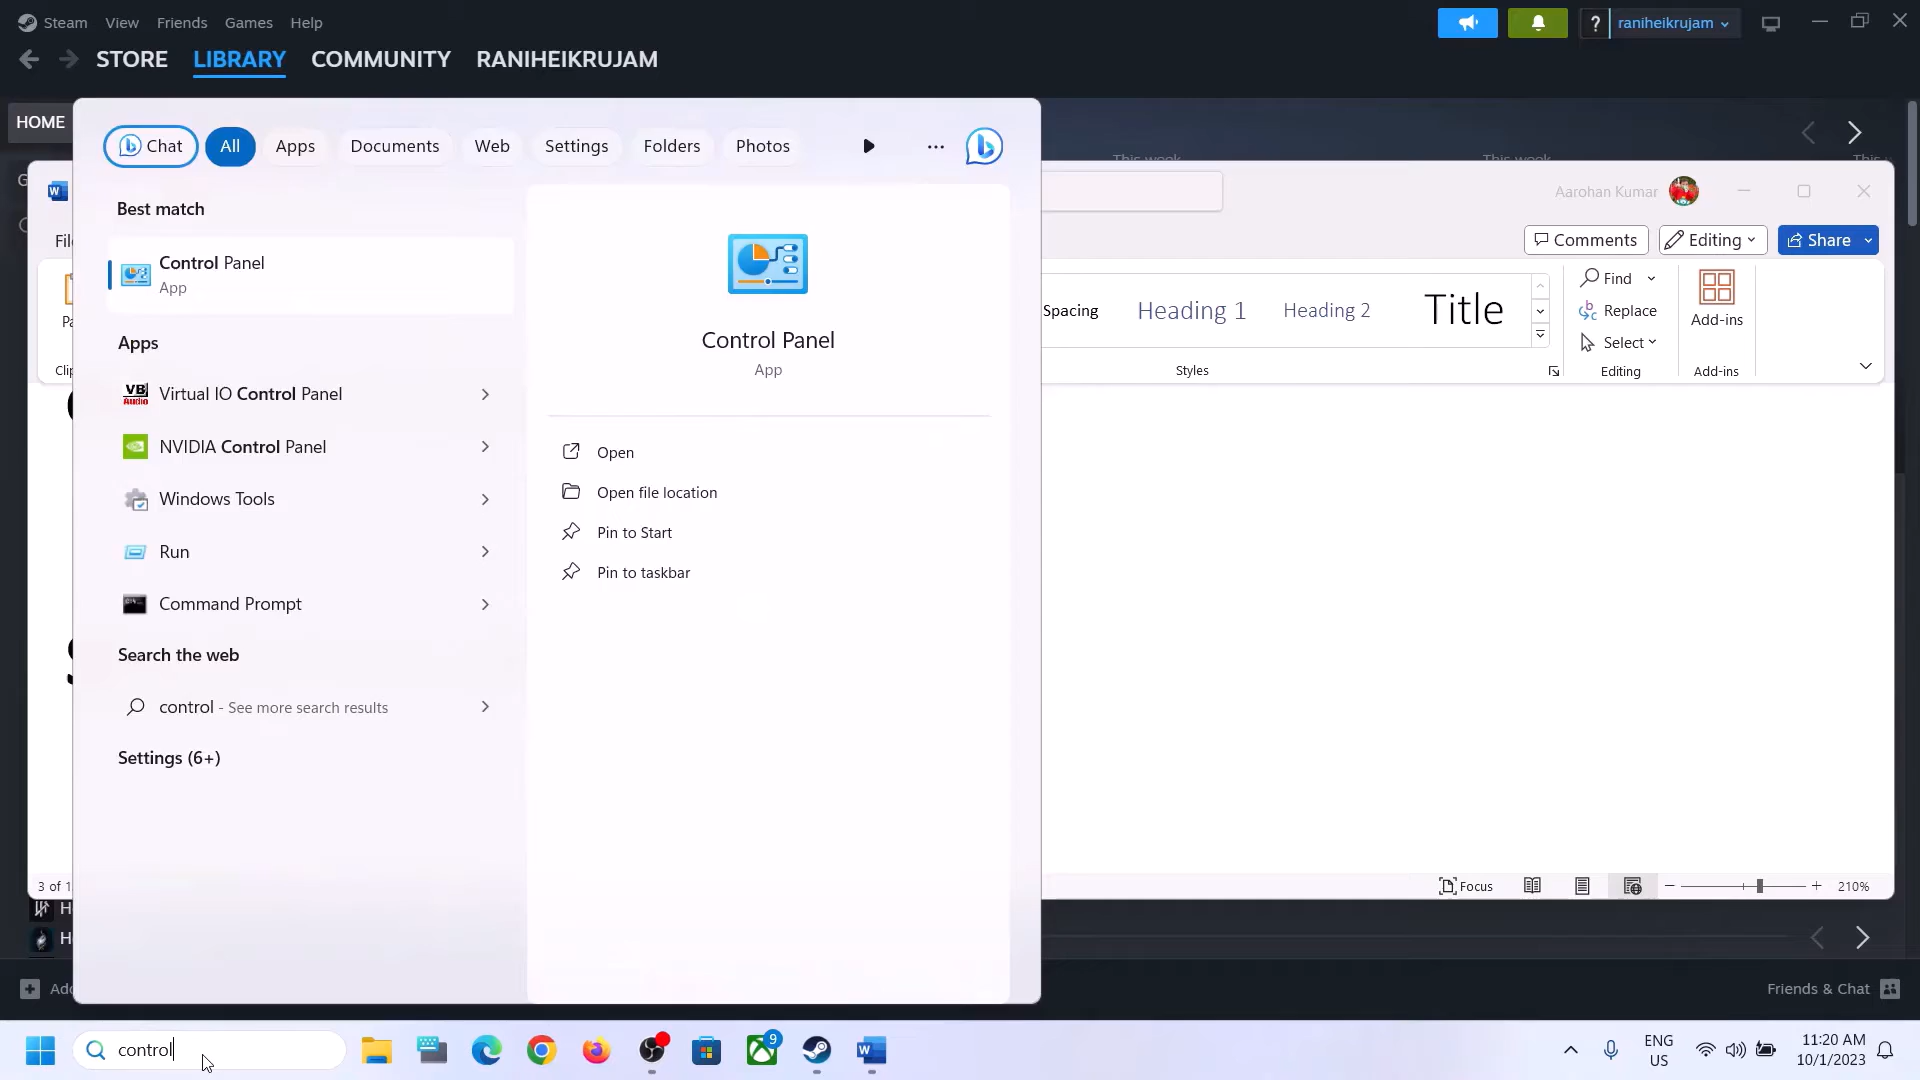 Steam View Friends Games Help
raniheikrujam
STORE LIBRARY COMMUNITY RANIHEIKRUJAM
HOME
Chat All Apps Documents Web Settings Folders Photos
Best match
Control Panel
App
Apps
Virtual IO Control Panel
NVIDIA Control Panel
Windows Tools
Run
Command Prompt
Search the web
control - See more search results
Settings (6+)
Control Panel
App
Open
Open file location
Pin to Start
Pin to taskbar
Aarohan Kumar
Comments Editing Share
Spacing Heading 1 Heading 2 Title
Styles
Find
Replace
Select
Editing
Add-ins
Add-ins
3 of 1
Focus
210%
Friends & Chat
control
9
ENG
US
11:20 AM
10/1/2023